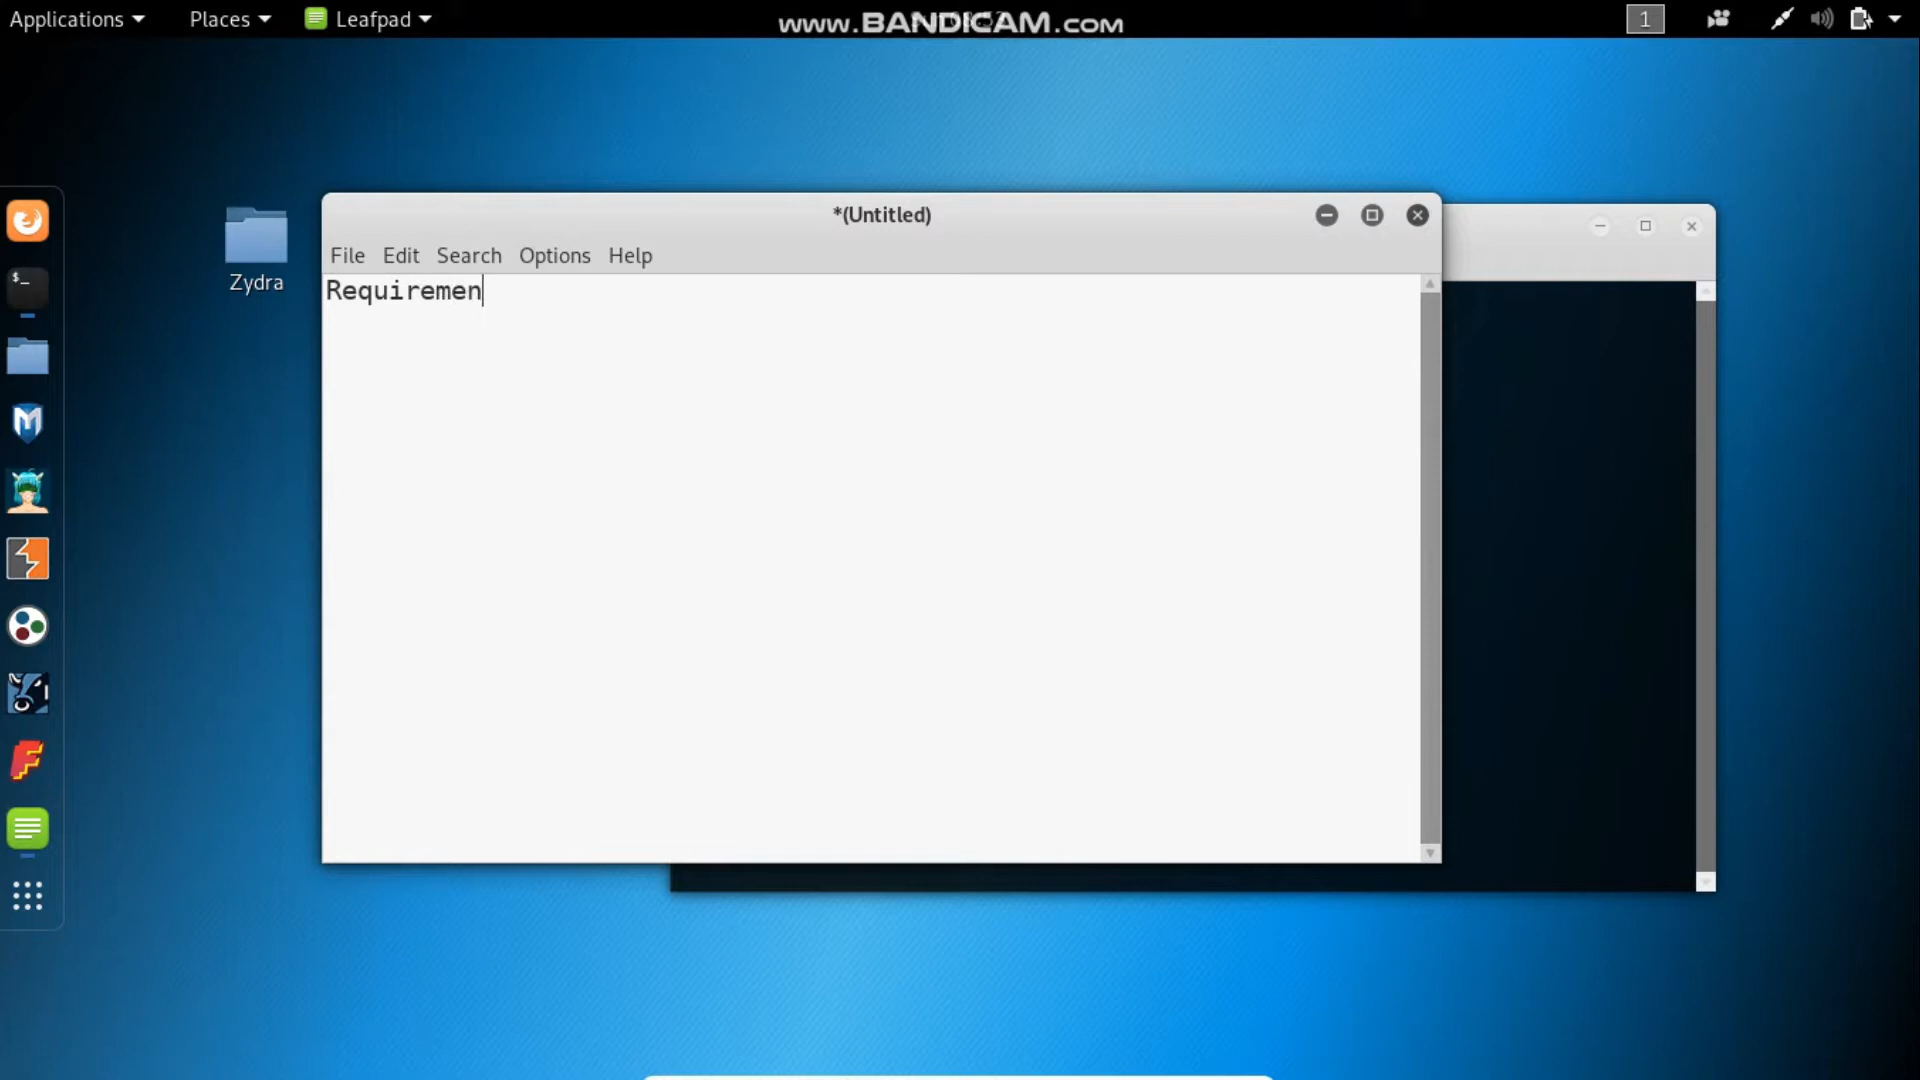 Applications Places Leafpad www.BANDICAM.com 1
*(Untitled)
File Edit Search Options Help
Requiremen
Zydra